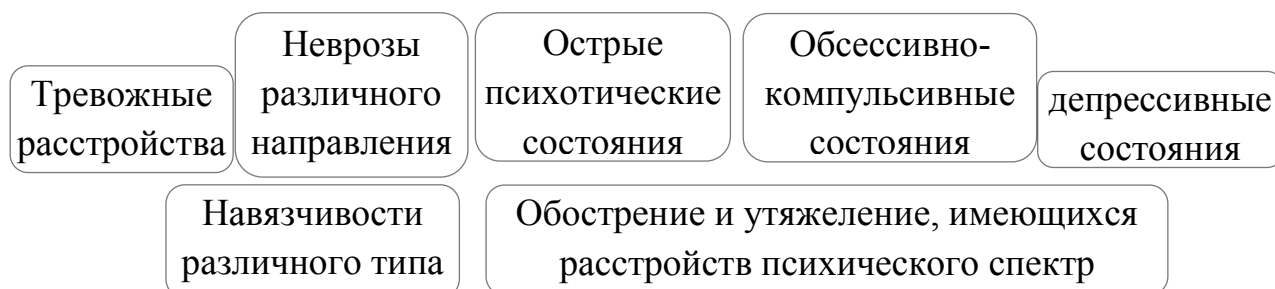 Тревожные
расстройства
Неврозы
различного
направления
Острые
психотические
состояния
Обсессивно-
компульсивные
состояния
депрессивные
состояния
Навязчивости
различного типа
Обострение и утяжеление, имеющихся
расстройств психического спектр